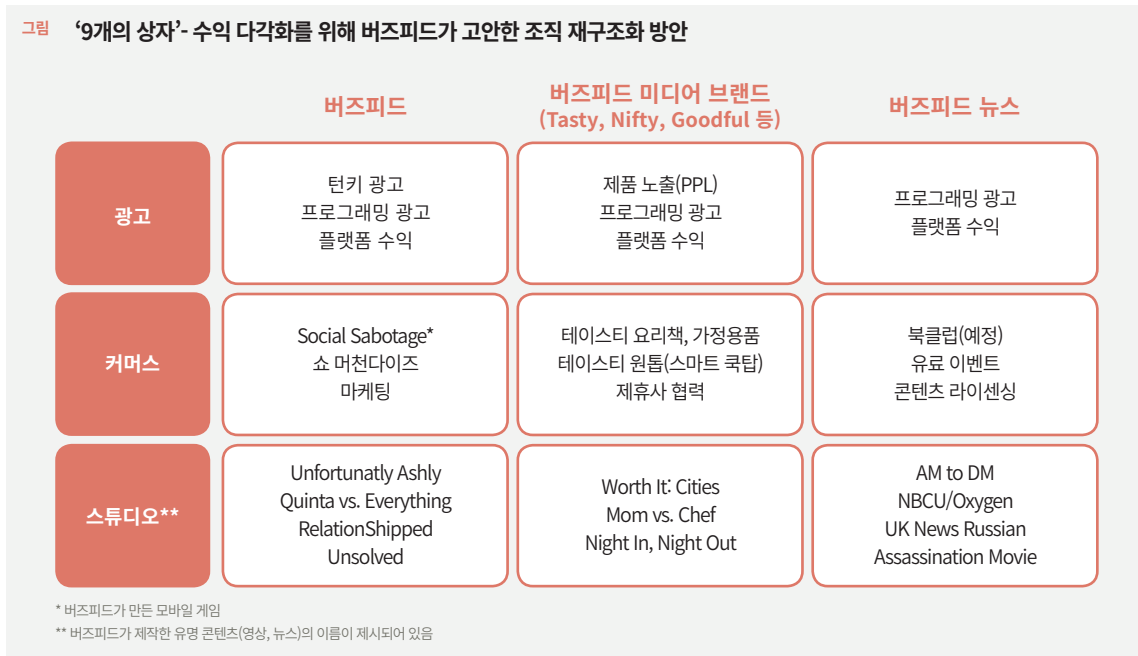 그림 ‘9개의 상자’- 수익 다각화를 위해 버즈피드가 고안한 조직 재구조화 방안
버즈피드
버즈피드 미디어 브랜드
(Tasty, Nifty, Goodful 등)
버즈피드 뉴스
광고
턴키 광고
프로그래밍 광고
플랫폼 수익
제품 노출(PPL)
프로그래밍 광고
플랫폼 수익
프로그래밍 광고
플랫폼 수익
커머스
Social Sabotage*
쇼 머천다이즈
마케팅
테이스티 요리책, 가정용품
테이스티 원톱(스마트 쿡탑)
제휴사 협력
북클럽(예정)
유료 이벤트
콘텐츠 라이센싱
스튜디오**
Unfortunatly Ashly
Quinta vs. Everything
RelationShipped
Unsolved
Worth It: Cities
Mom vs. Chef
Night In, Night Out
AM to DM
NBCU/Oxygen
UK News Russian
Assassination Movie
* 버즈피드가 만든 모바일 게임
** 버즈피드가 제작한 유명 콘텐츠(영상, 뉴스)의 이름이 제시되어 있음